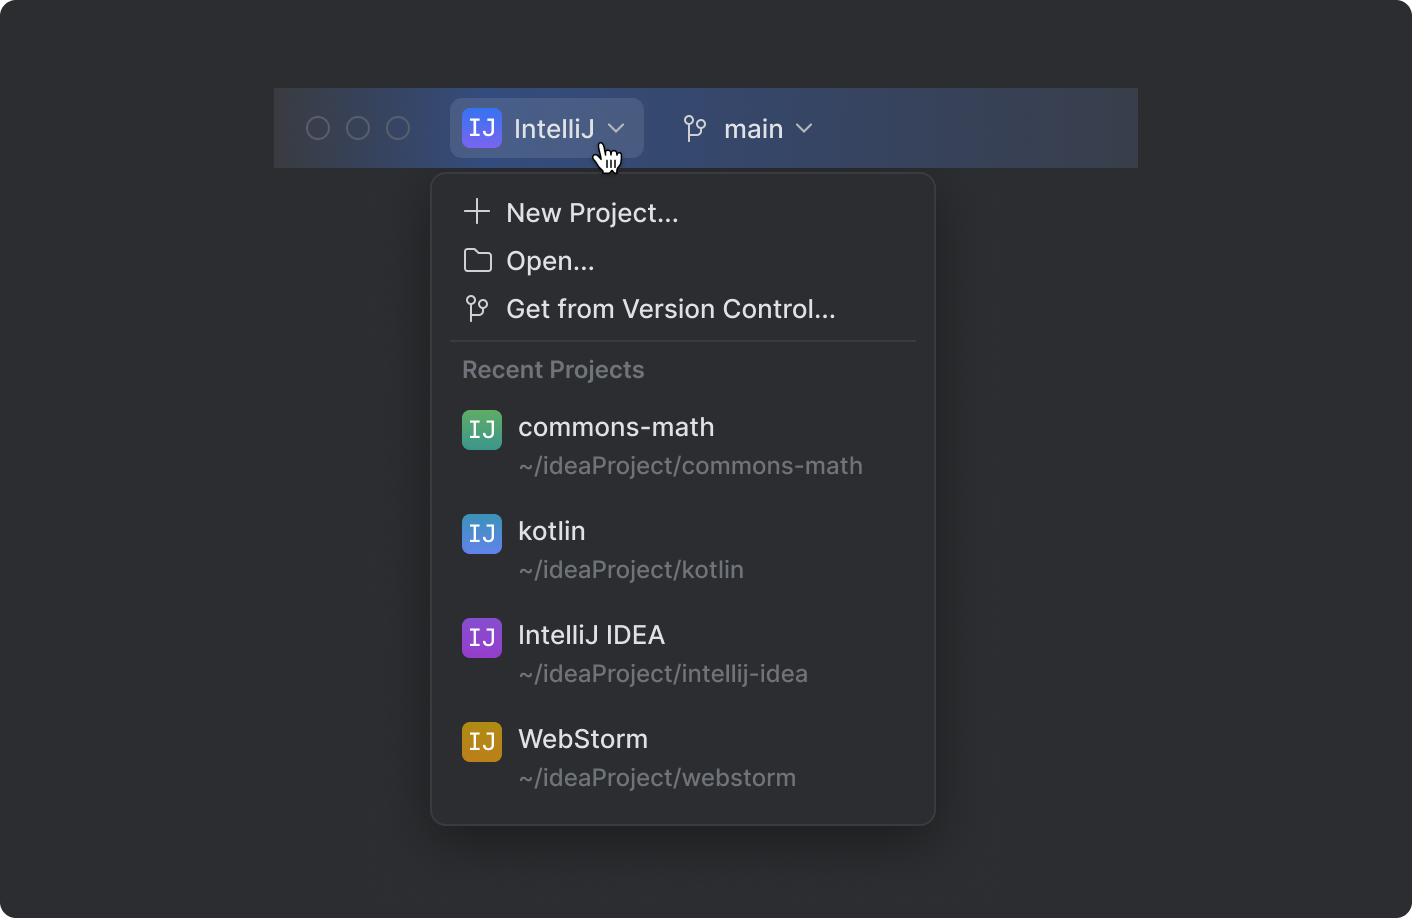 IJ IntelliJ main
New Project...
Open...
Get from Version Control...
Recent Projects
IJ commons-math
~/ideaProject/commons-math
IJ kotlin
~/ideaProject/kotlin
IJ IntelliJ IDEA
~/ideaProject/intellij-idea
IJ WebStorm
~/ideaProject/webstorm